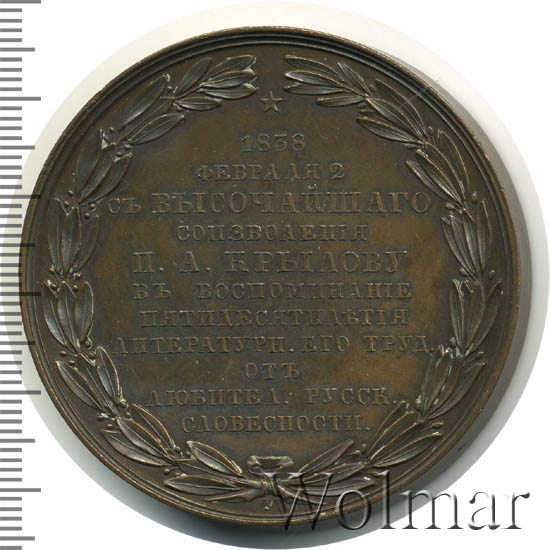 1838
ФЕВРАЛЯ 2
СЪ ВЫСОЧАЙШАГО
СОИЗВОЛЕНІЯ
И. А. КРЫЛОВУ
ВЪ ВОСПОМИНАНІЕ
ПЯТИДЕСЯТИЛѢТІЯ
ЛИТЕРАТУРН. ЕГО ТРУД.
ОТЪ
ЛЮБИТЕЛ. РУССК.
СЛОВЕСНОСТИ.
У
Wolmar